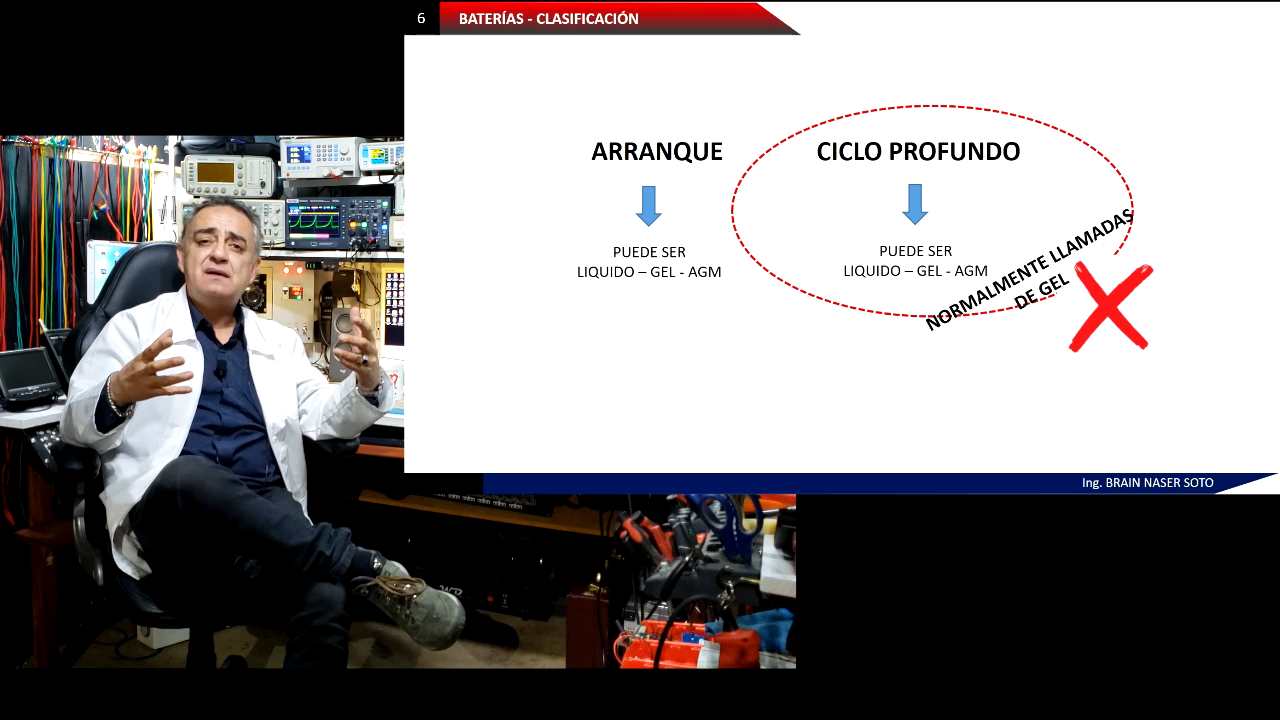 6
BATERÍAS - CLASIFICACIÓN
ARRANQUE
PUEDE SER
LIQUIDO – GEL - AGM
CICLO PROFUNDO
PUEDE SER
LIQUIDO – GEL - AGM
NORMALMENTE LLAMADAS
DE GEL
Ing. BRAIN NASER SOTO